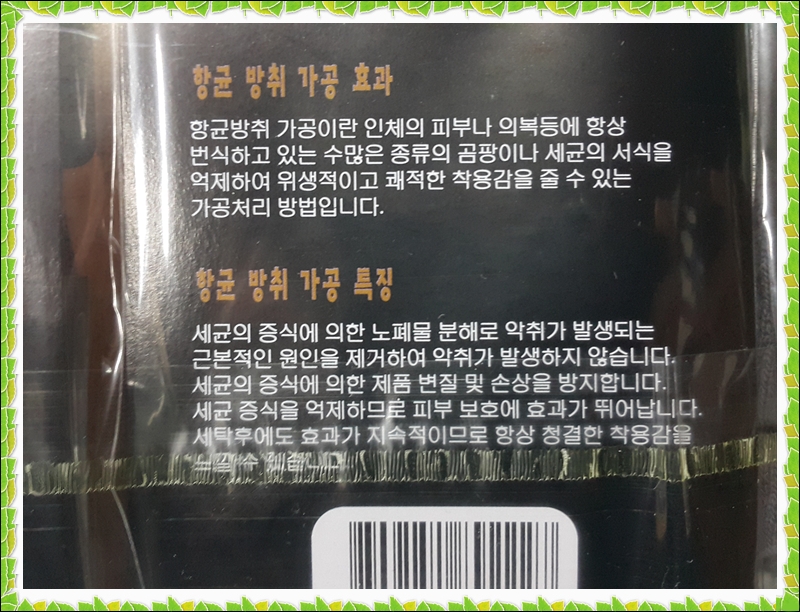 항균 방취 가공 효과
항균방취 가공이란 인체의 피부나 의복등에 항상
번식하고 있는 수많은 종류의 곰팡이나 세균의 서식을
억제하여 위생적이고 쾌적한 착용감을 줄 수 있는
가공처리 방법입니다.
항균 방취 가공 특징
세균의 증식에 의한 노폐물 분해로 악취가 발생되는
근본적인 원인을 제거하여 악취가 발생하지 않습니다.
세균의 증식에 의한 제품 변질 및 손상을 방지합니다.
세균 증식을 억제하므로 피부 보호에 효과가 뛰어납니다.
세탁후에도 효과가 지속적이므로 항상 청결한 착용감을
느낄 수